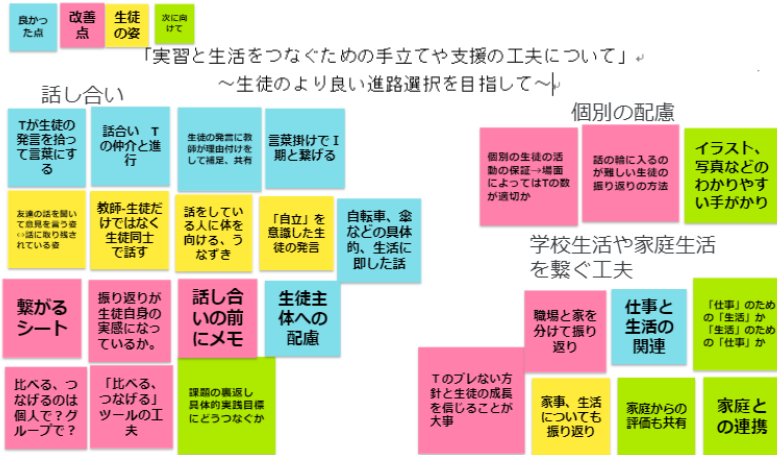 良かっ
た点
改善
点
生徒
の姿
次に向
けて
「実習と生活をつなぐための手立てや支援の工夫について」
～生徒のより良い進路選択を目指して～
話し合い
Tが生徒の
発言を拾っ
て言葉にす
る
話合い T
の仲介と進
行
生徒の発言に教
師が理由付けを
して補足、共有
言葉掛けでⅠ
期と繋げる
友達の話を聞い
て意見を言う姿
⇔話に取り残さ
れている姿
教師-生徒だ
けではなく
生徒同士
で話す
話をしてい
る人に体を
向ける、う
なずき
「自立」を
意識した生
徒の発言
自転車、傘
などの具体
的、生活に
即した話
繋がる
シート
振り返りが
生徒自身の
実感になっ
ているか。
話し合
いの前
にメモ
生徒主
体への
配慮
比べる、つ
なげるのは
個人で？グ
ループで？
「比べる、
つなげる」
ツールの工
夫
課題の裏返し
具体的実践目標
にどうつなぐか
個別の配慮
個別の生徒の活
動の保証→場面
によってはTの数
が適切か
話の輪に入るの
が難しい生徒の
振り返りの方法
イラスト、
写真などの
わかりやす
い手がかり
学校生活や家庭生活
を繋ぐ工夫
職場と家を
分けて振り
返り
仕事と
生活の
関連
「仕事」のため
の「生活」か
「生活」のため
の「仕事」か
Tのブレない方
針と生徒の成長
を信じることが
大事
家事、生活
についても
振り返り
家庭からの
評価も共有
家庭と
の連携